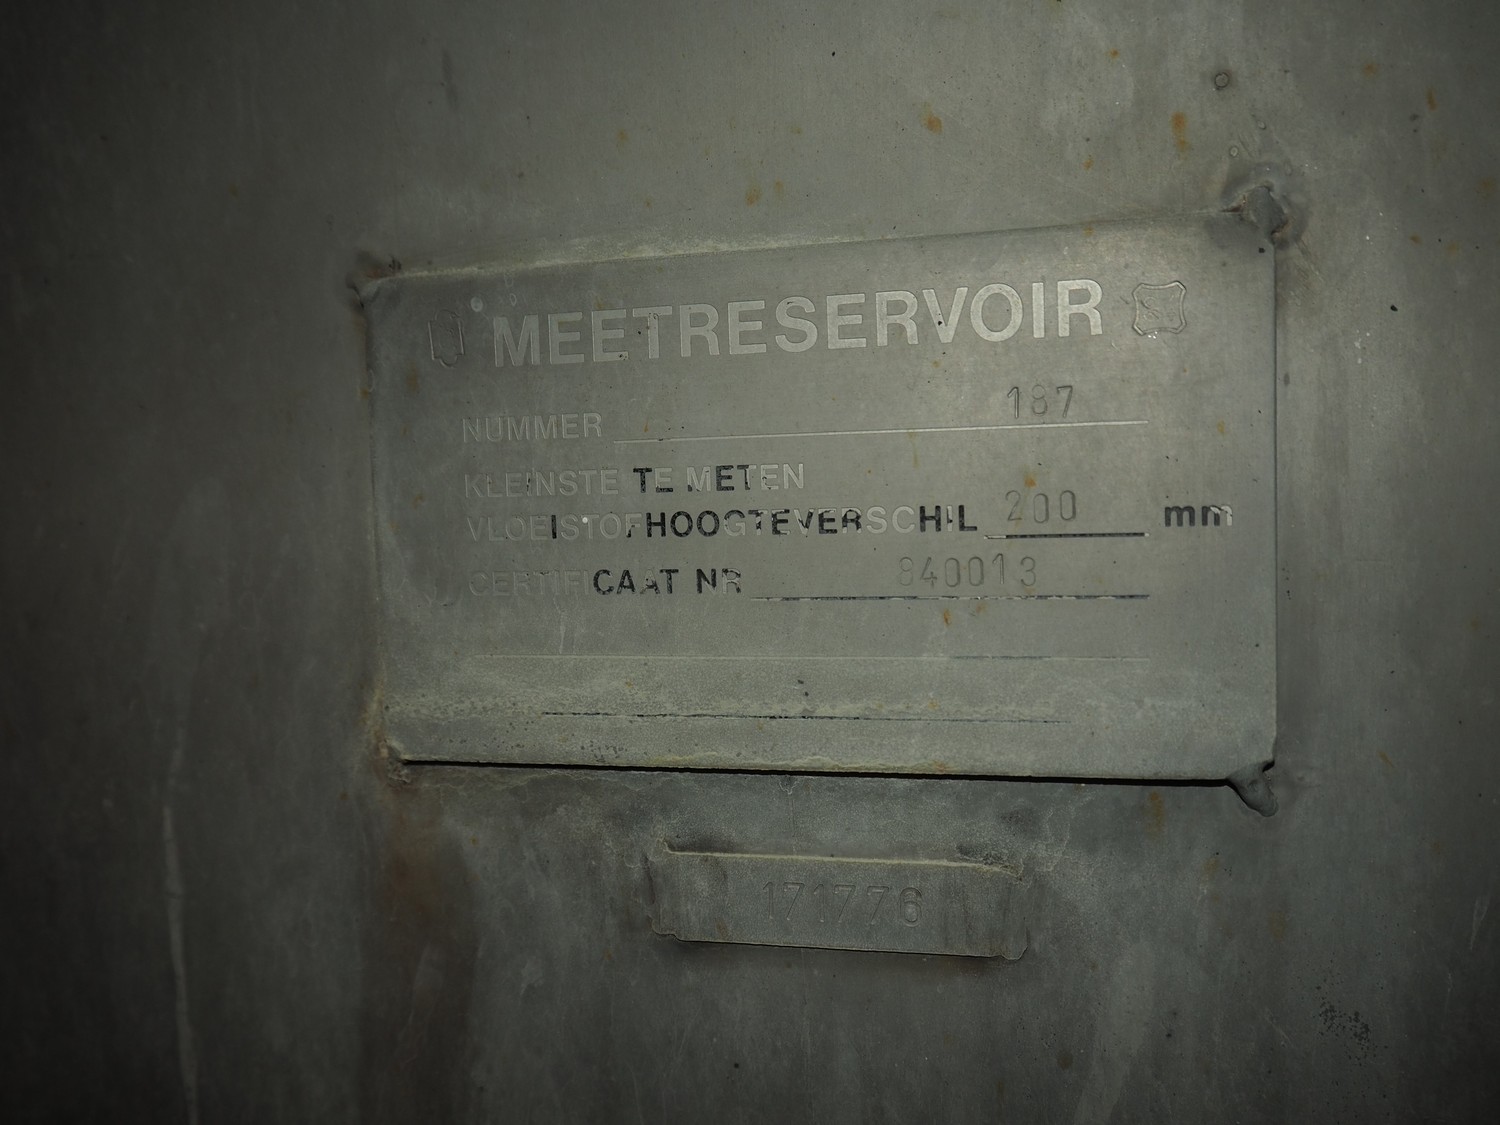 MEETRESERVOIR
NUMMER 187
KLEINSTE TE METEN
VLOEISTOFHOOGTEVERSCHIL 200 mm
CERTIFICAAT NR 840013
171776